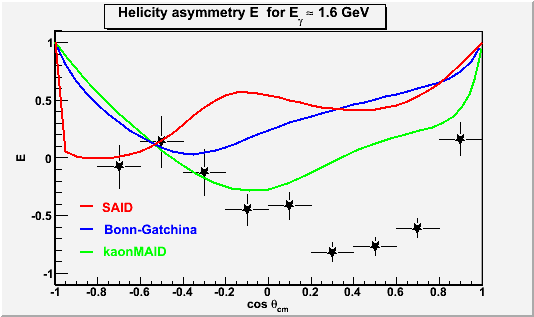 Helicity asymmetry E for Eγ ≃ 1.6 GeV
1
0.5
0
-0.5
-1
E
SAID
Bonn-Gatchina
kaonMAID
-1 -0.8 -0.6 -0.4 -0.2 0 0.2 0.4 0.6 0.8 1
cos θcm